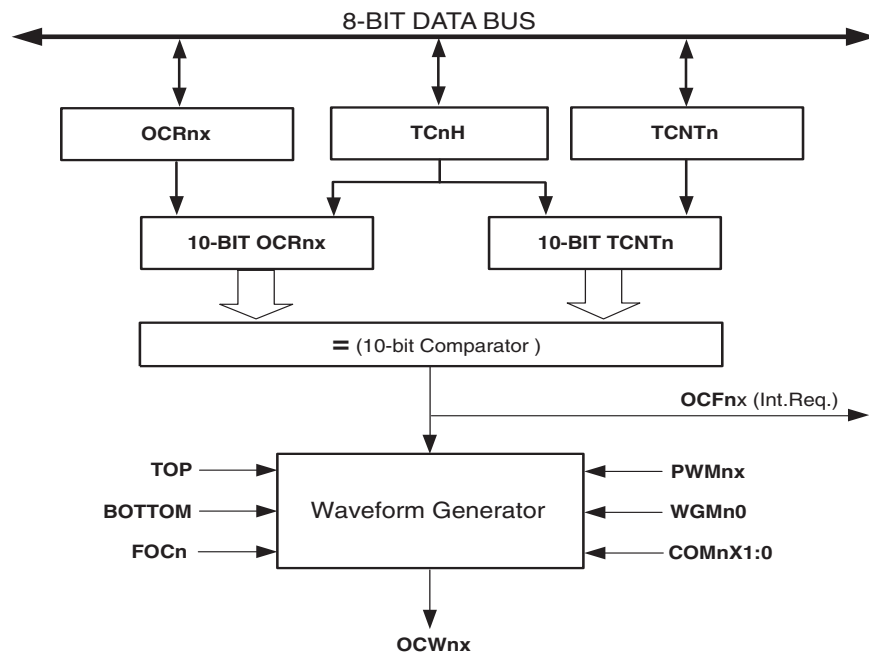 8-BIT DATA BUS
OCRnx
TCnH
TCNTn
10-BIT OCRnx
10-BIT TCNTn
= (10-bit Comparator )
OCFnx (Int.Req.)
TOP
PWMnx
BOTTOM
Waveform Generator
WGMn0
FOCn
COMnX1:0
OCWnx